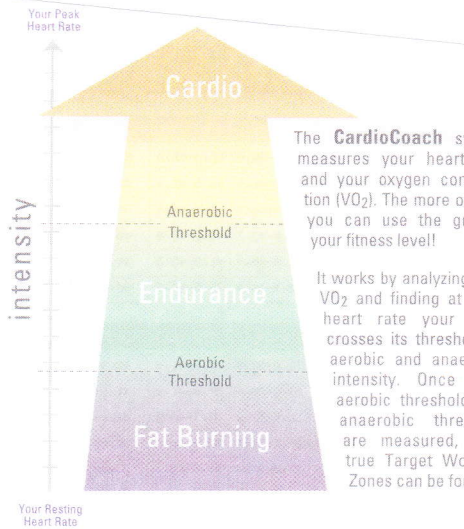 Your Peak
Heart Rate
Cardio
intensity
Anaerobic
Threshold
Endurance
Aerobic
Threshold
Fat Burning
Your Resting
Heart Rate
The CardioCoach
measures your heart
and your oxygen
tion (VO2). The more
you can use the
your fitness level!
It works by analyzing
VO2 and finding at
heart rate your
crosses its
aerobic and
intensity. Once
aerobic threshold
anaerobic
are measured,
true Target
Zones can be